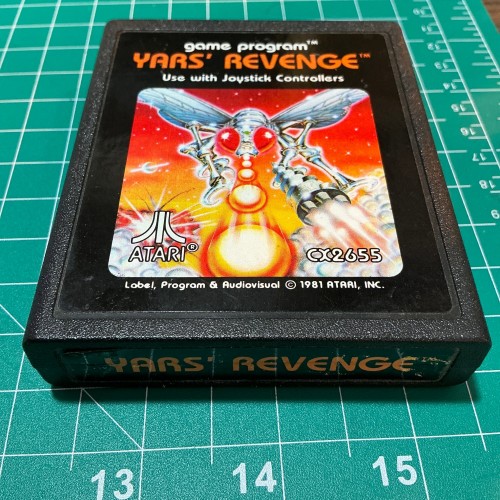 game program™
YARS' REVENGE™
Use with Joystick Controllers
ATARI®
CX2655
Label, Program & Audiovisual © 1981 ATARI, INC.
YARS' REVENGE™
13 14 15